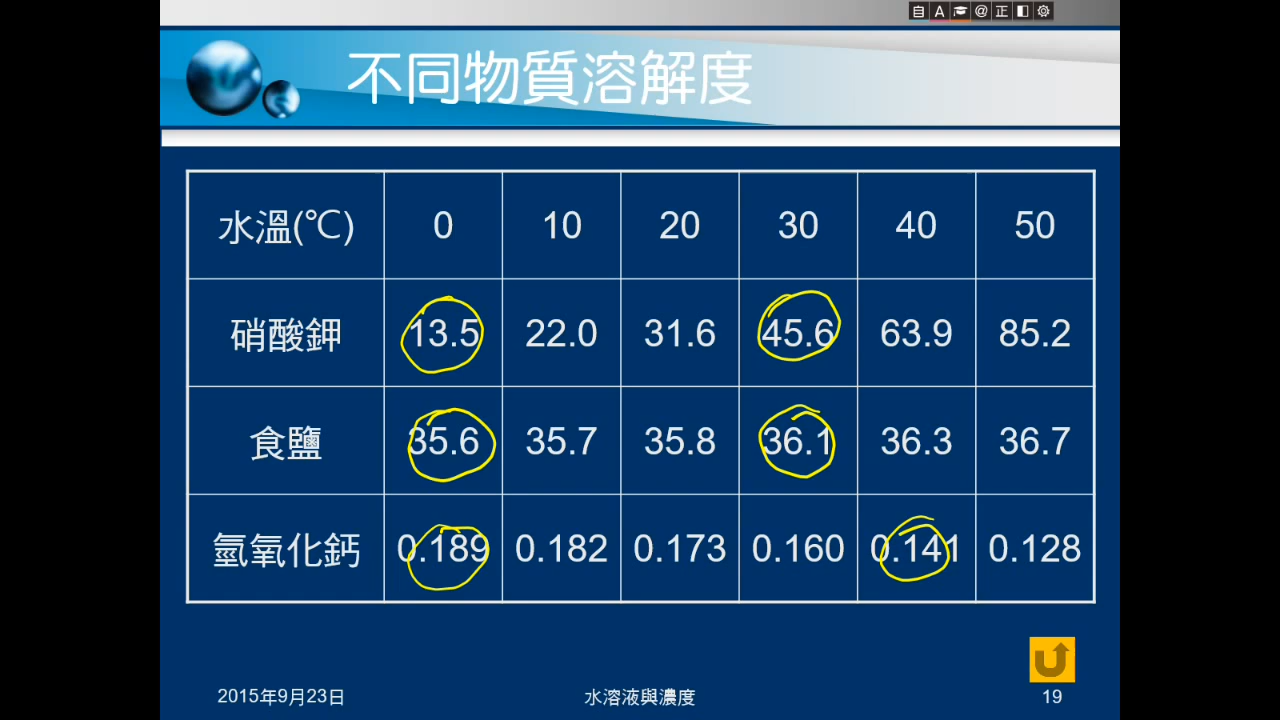 自 A @ 正
不同物質溶解度
水溫(℃) 0 10 20 30 40 50
硝酸鉀 13.5 22.0 31.6 45.6 63.9 85.2
食鹽 35.6 35.7 35.8 36.1 36.3 36.7
氫氧化鈣 0.189 0.182 0.173 0.160 0.141 0.128
2015年9月23日 水溶液與濃度 19